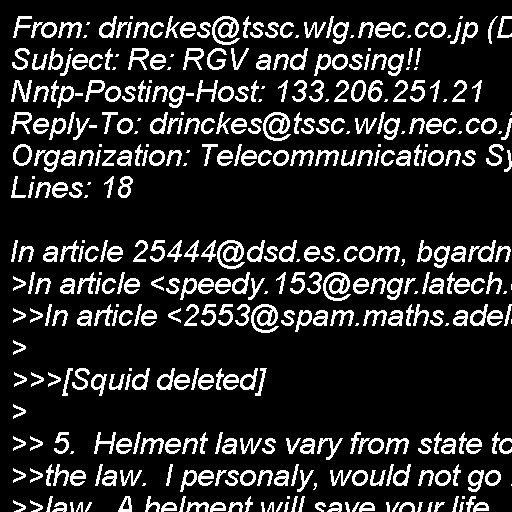 From: drinckes@tssc.wlg.nec.co.jp (D
Subject: Re: RGV and posing!!
Nntp-Posting-Host: 133.206.251.21
Reply-To: drinckes@tssc.wlg.nec.co.j
Organization: Telecommunications Sy
Lines: 18

In article 25444@dsd.es.com, bgardn
>In article <speedy.153@engr.latech.
>>In article <2553@spam.maths.adel
>
>>>[Squid deleted]
>
>> 5.  Helment laws vary from state to
>>the law.  I personaly, would not go
>>law.  A helment will save your life